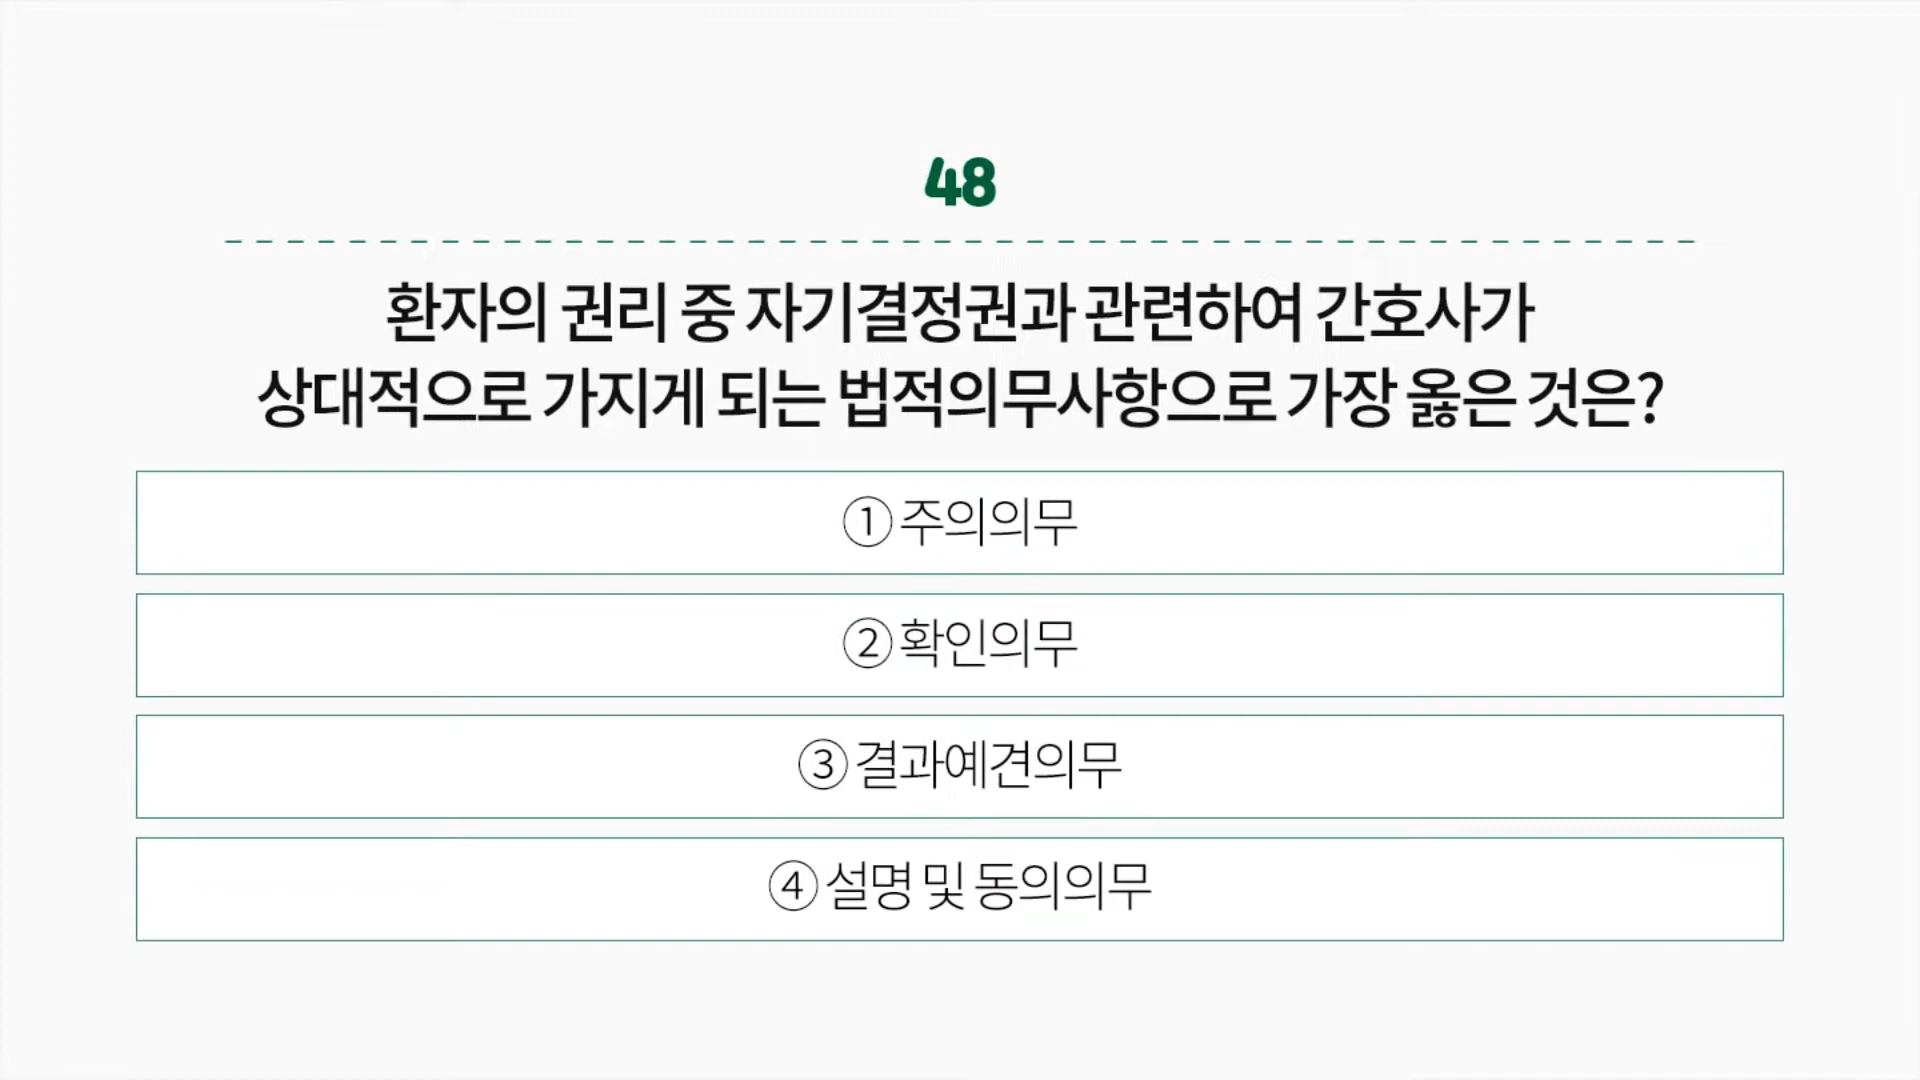 48
환자의 권리 중 자기결정권과 관련하여 간호사가
상대적으로 가지게 되는 법적의무사항으로 가장 옳은 것은?
① 주의의무
② 확인의무
③ 결과예견의무
④ 설명 및 동의의무